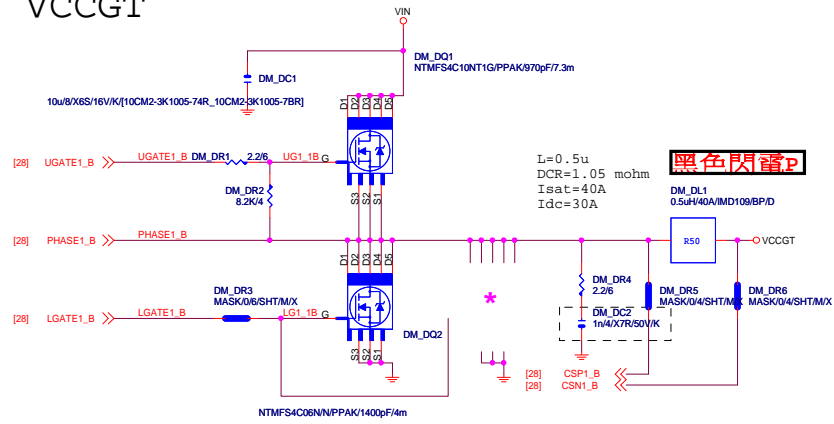 VCCGT
VIN
DM_DQ1
NTMFS4C10NT1G/PPAK/970pF/7.3m
DM_DC1
10u/8/X6S/16V/K/[10CM2-3K1005-74R_10CM2-3K1005-7BR]
D1
D2
D3
D4
D5
[28] UGATE1_B
UGATE1_B
DM_DR1
2.2/6
UG1_1B
G
DM_DR2
8.2K/4
S3
S2
S1
L=0.5u
DCR=1.05 mohm
Isat=40A
Idc=30A
黑色閃電P
DM_DL1
0.5uH/40A/IMD109/BP/D
[28] PHASE1_B
PHASE1_B
R50
VCCGT
D1
D2
D3
D4
D5
DM_DR3
MASK/0/6/SHT/M/X
DM_DR4
2.2/6
DM_DR5
MASK/0/4/SHT/M/X
DM_DR6
MASK/0/4/SHT/M/X
*
[28] LGATE1_B
LGATE1_B
LG1_1B
G
DM_DC2
1n/4/X7R/50V/K
DM_DQ2
S3
S2
S1
[28] CSP1_B
[28] CSN1_B
NTMFS4C06N/N/PPAK/1400pF/4m